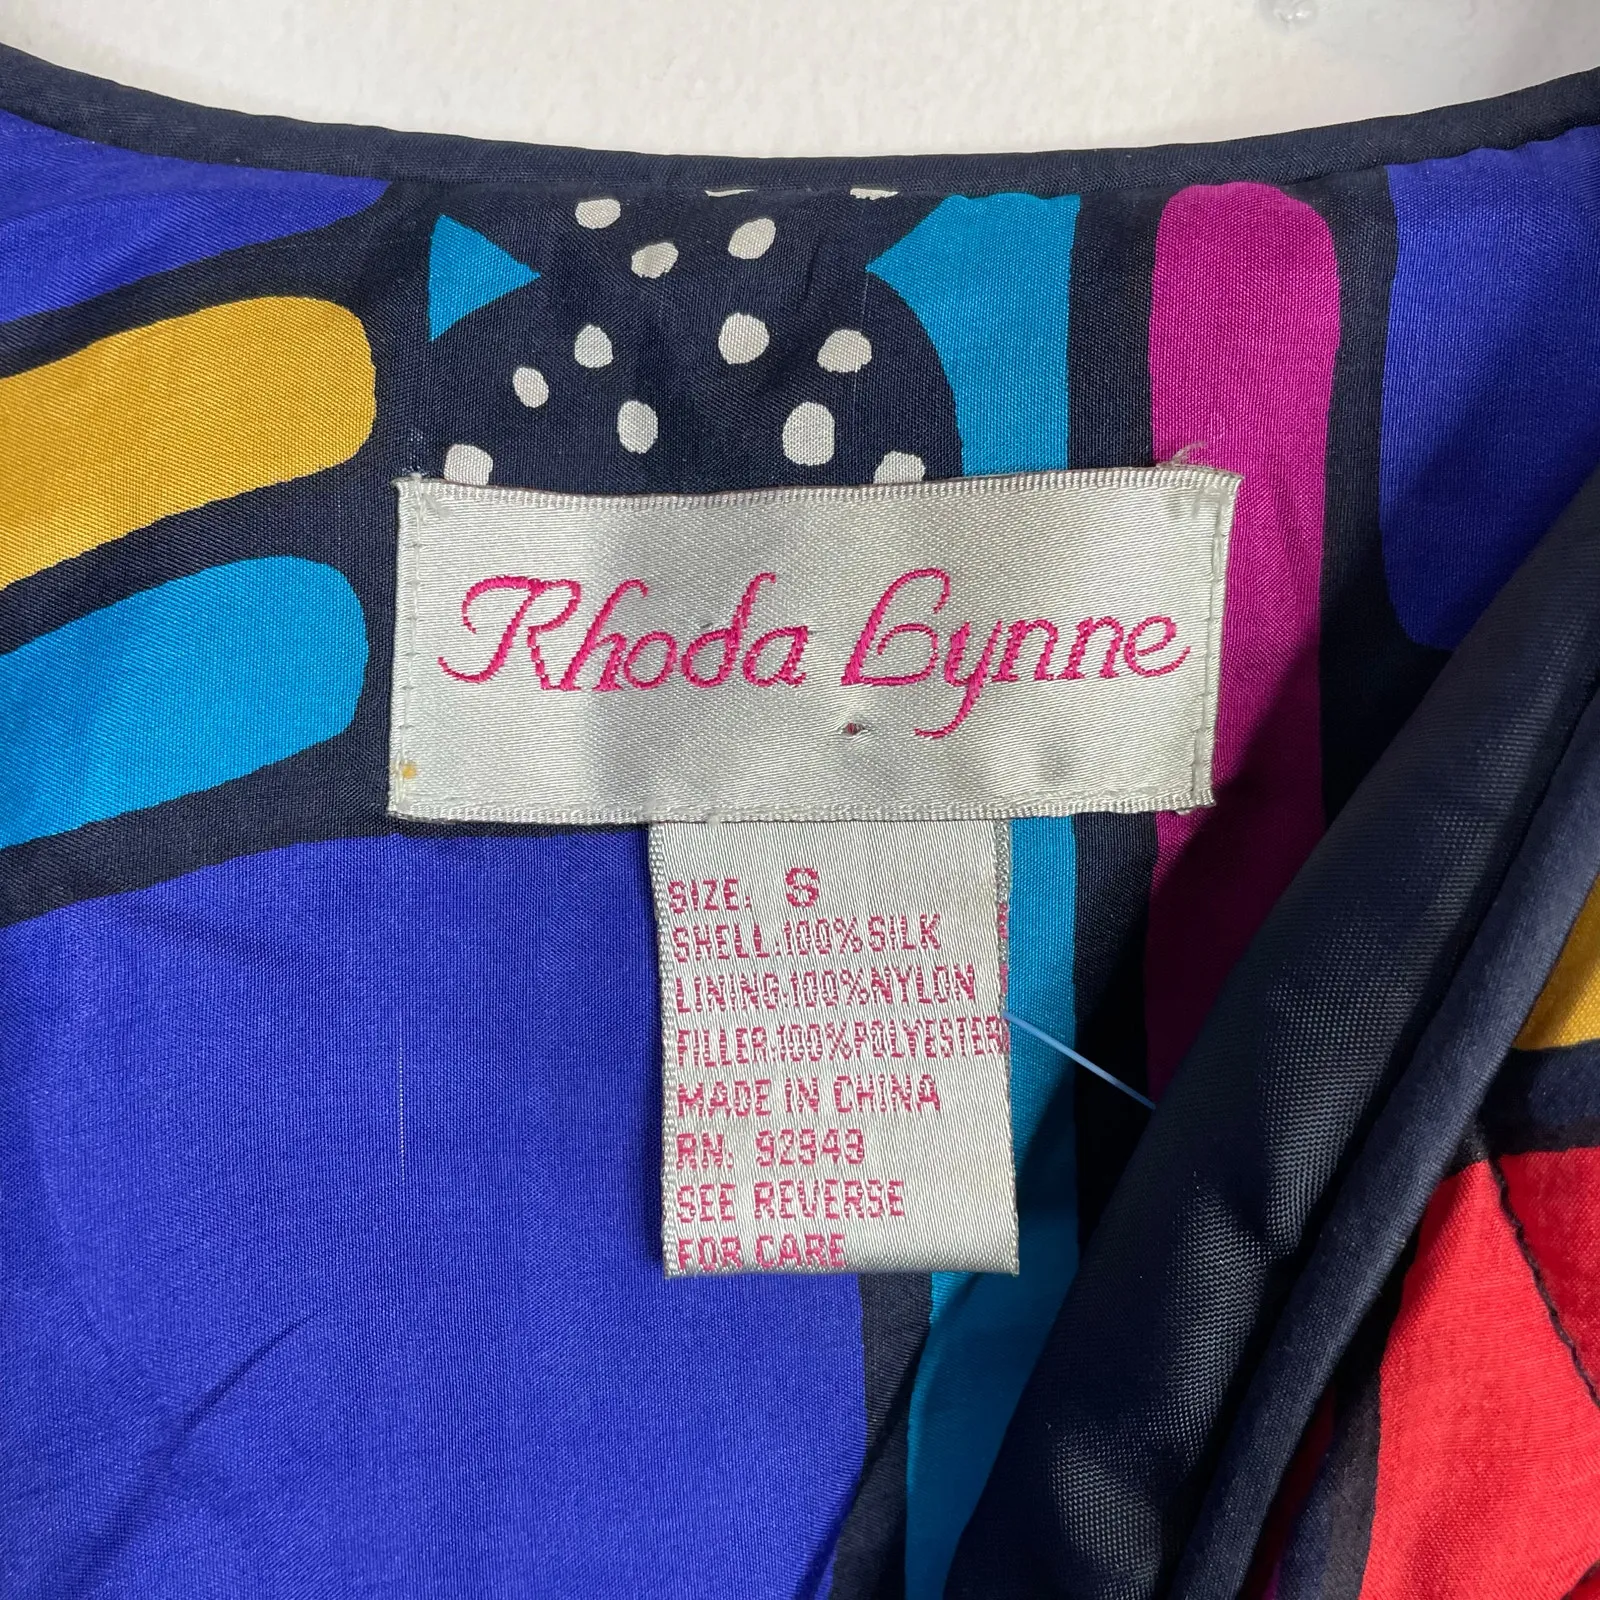 Rhoda Lynne
SIZE: S
SHELL:100%SILK
LINING:100%NYLON
FILLER:100%POLYESTER
MADE IN CHINA
RN: 92949
SEE REVERSE
FOR CARE